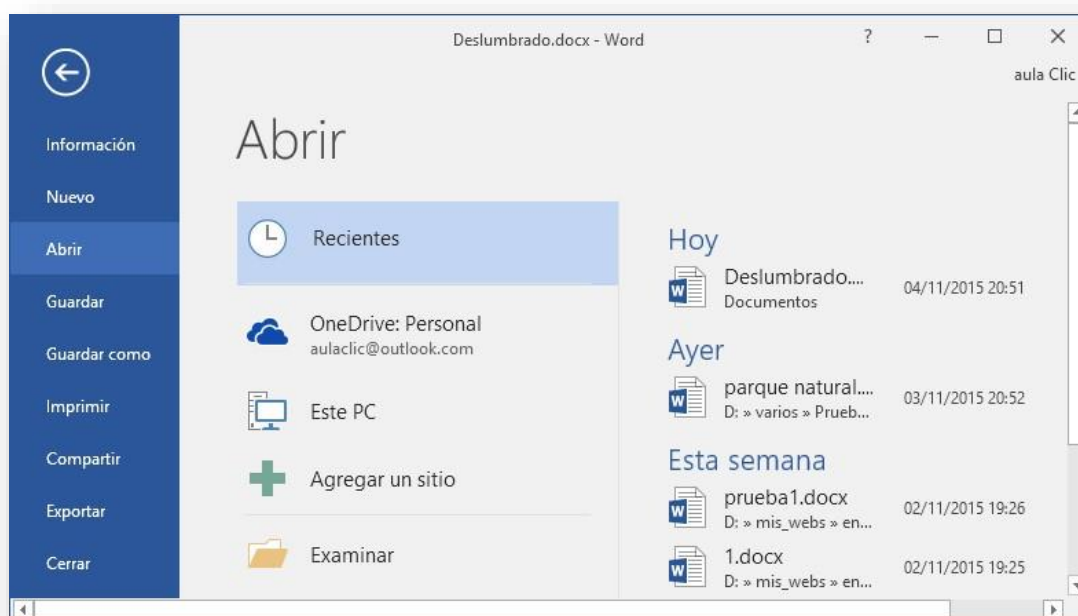 Deslumbrado.docx - Word
?
aula Clic
Información
Nuevo
Abrir
Guardar
Guardar como
Imprimir
Compartir
Exportar
Cerrar
Abrir
Recientes
OneDrive: Personal
aulaclic@outlook.com
Este PC
Agregar un sitio
Examinar
Hoy
Deslumbrado.... 04/11/2015 20:51
Documentos
Ayer
parque natural.... 03/11/2015 20:52
D: » varios » Prueb...
Esta semana
prueba1.docx 02/11/2015 19:26
D: » mis_webs » en...
1.docx 02/11/2015 19:25
D: » mis_webs » en...